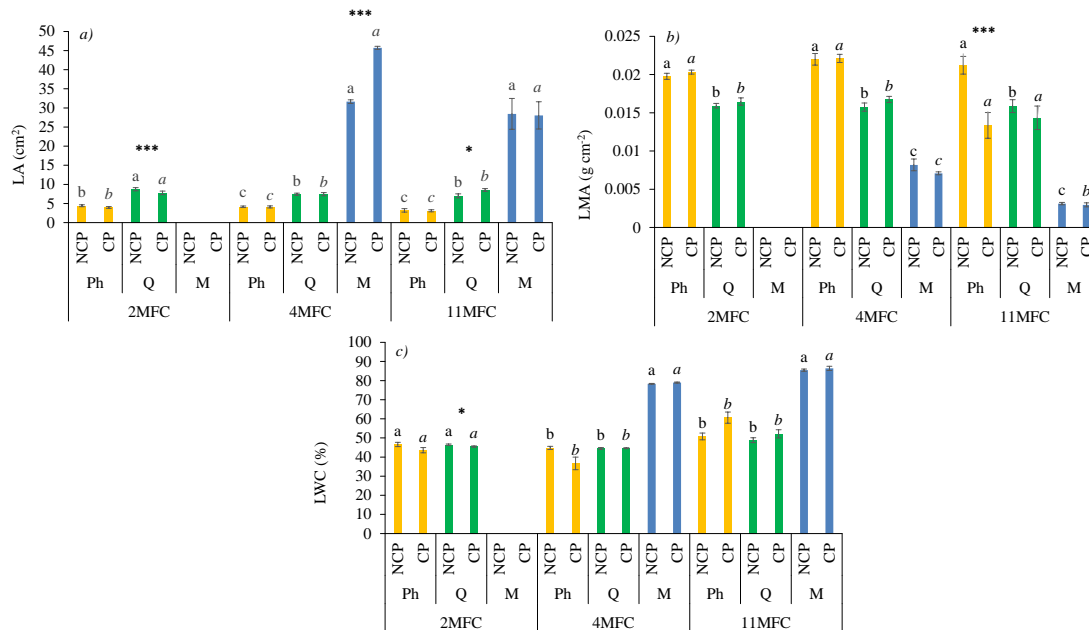 a)
***
***
*
50
45
40
35
30
25
20
15
10
5
0
LA (cm²)
b a a a a a
b a c c b b a c c b b
NCP CP NCP CP NCP CP NCP CP NCP CP NCP CP NCP CP NCP CP NCP CP
Ph Q M Ph Q M Ph Q M
2MFC 4MFC 11MFC
b)
***
0.025
0.02
0.015
0.01
0.005
0
LMA (g cm⁻²)
a a b b a a b b c c a a b a c b
NCP CP NCP CP NCP CP NCP CP NCP CP NCP CP NCP CP NCP CP NCP CP
Ph Q M Ph Q M Ph Q M
2MFC 4MFC 11MFC
c)
*
100
90
80
70
60
50
40
30
20
10
0
LWC (%)
a a a a b b b b a a b b b b a a
NCP CP NCP CP NCP CP NCP CP NCP CP NCP CP NCP CP NCP CP NCP CP
Ph Q M Ph Q M Ph Q M
2MFC 4MFC 11MFC